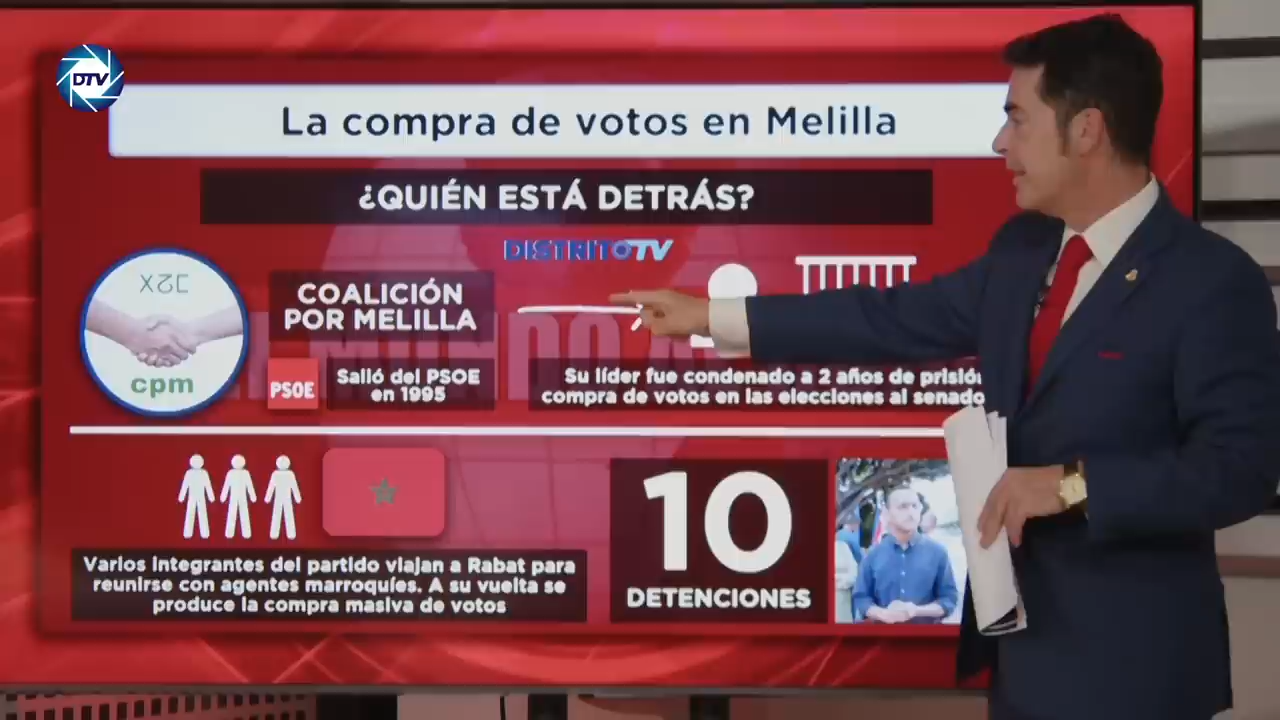 DTV
La compra de votos en Melilla
¿QUIÉN ESTÁ DETRÁS?
DISTRITOTV
COALICIÓN
POR MELILLA
cpm
PSOE
Salló del PSOE
en 1995
Su líder fue condenado a 2 años de
compra de votos en las elecciones al senado
EL MUNDO A
10
DETENCIONES
Varios integrantes del partido viajan a Rabat para
reunirse con agentes marroquíes. A su vuelta se
produce la compra masiva de votos